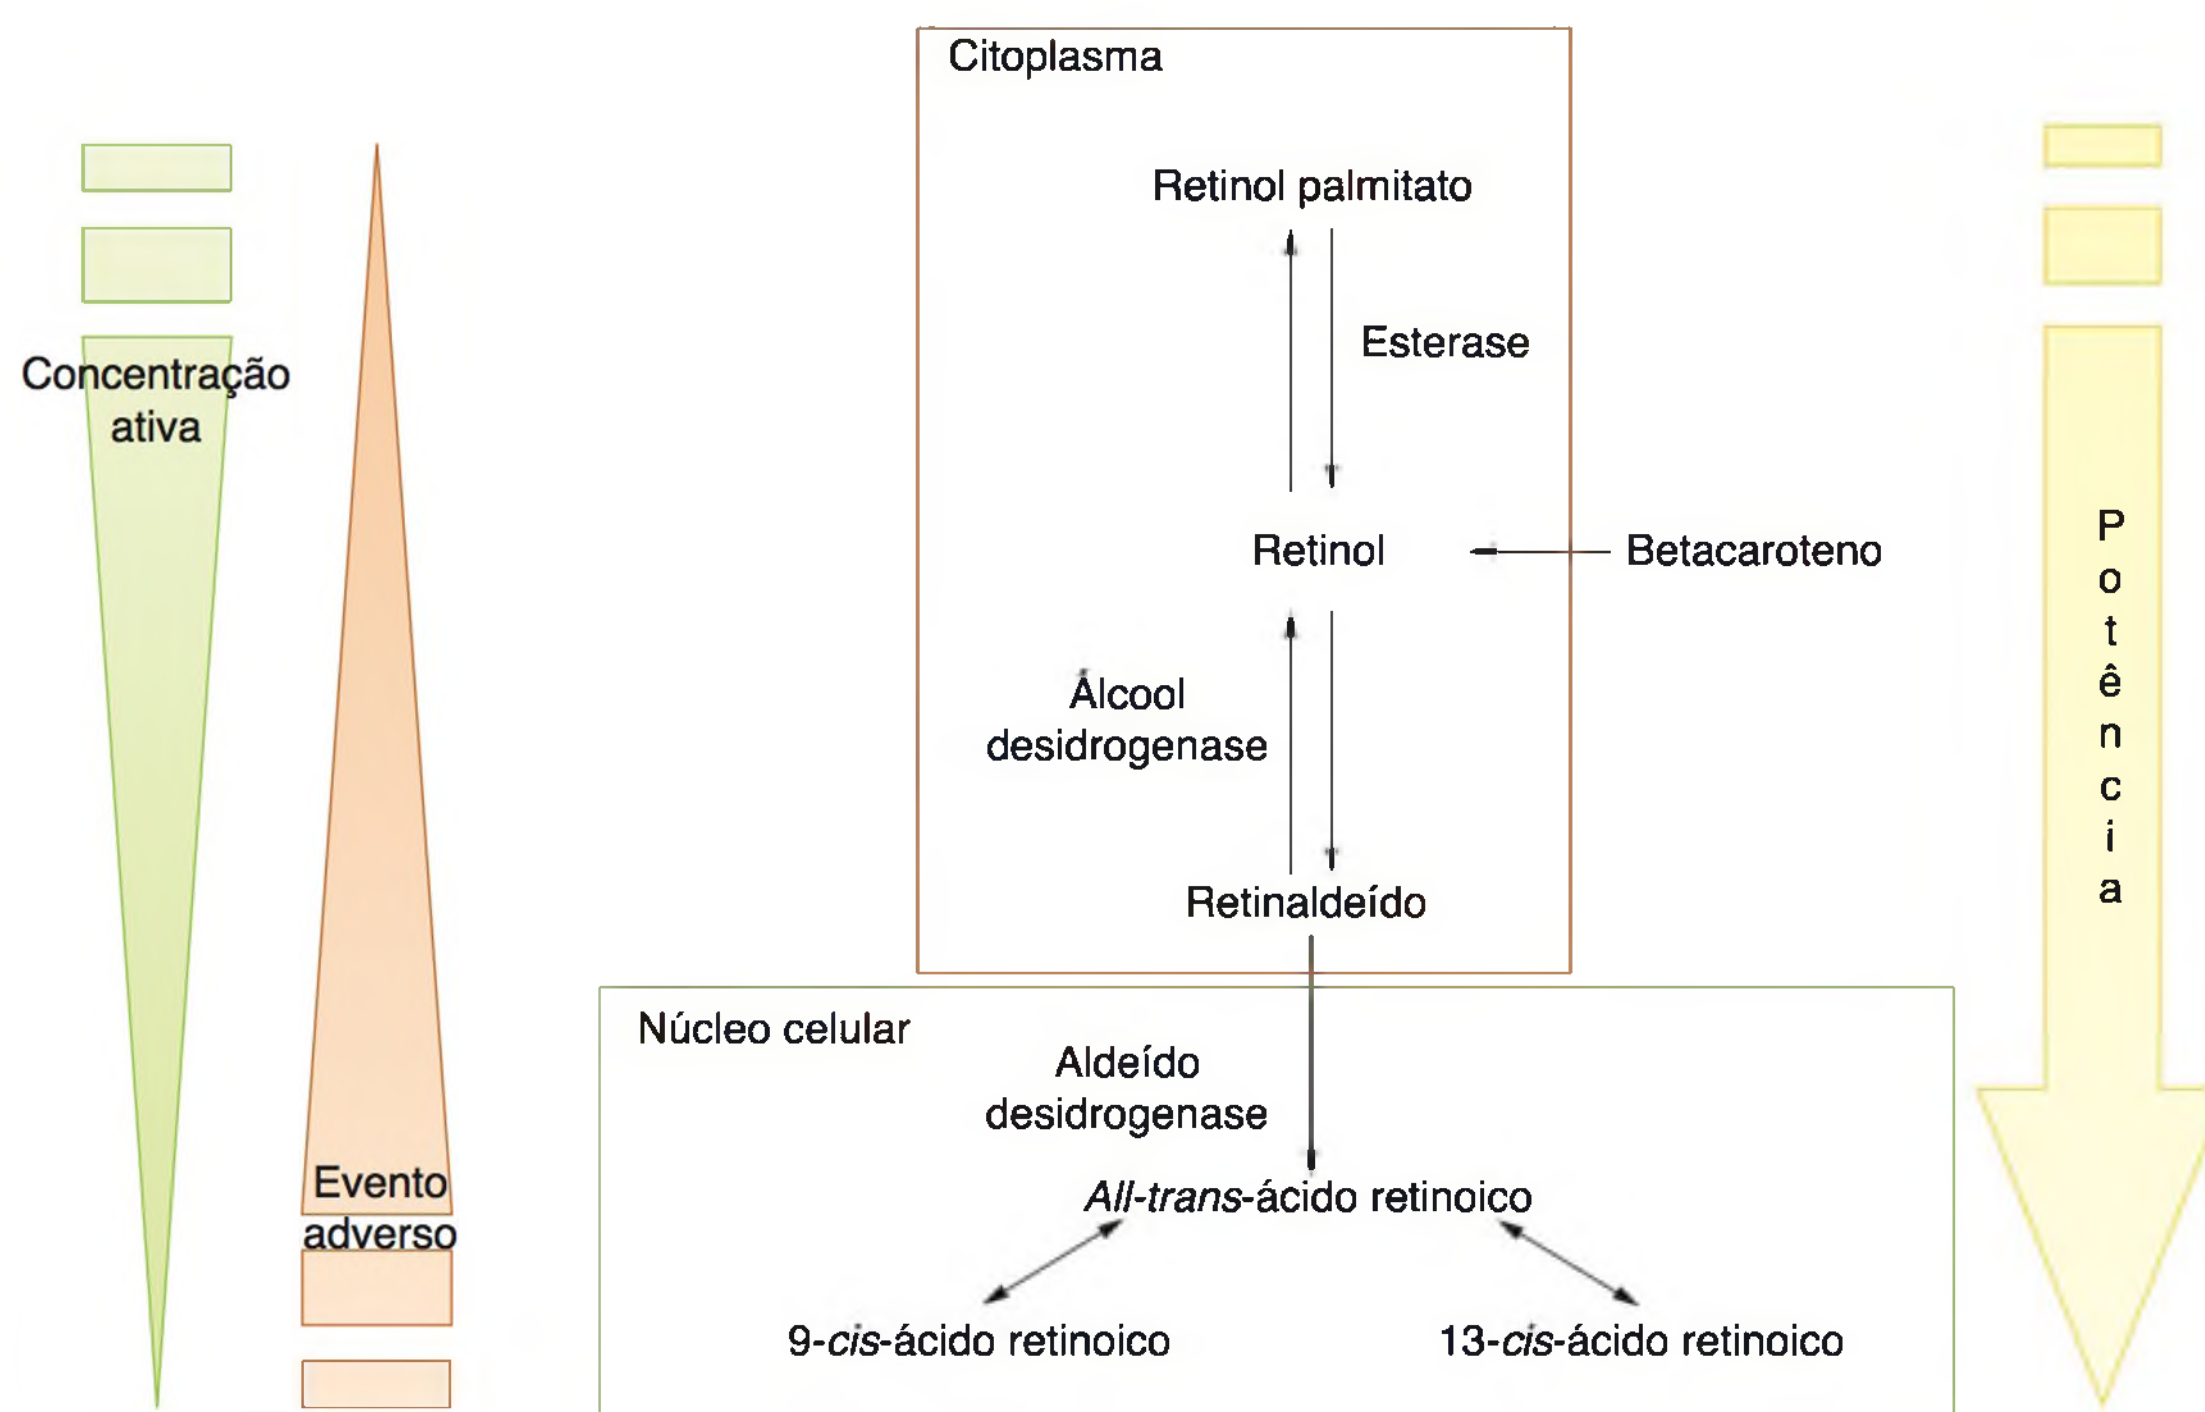 Citoplasma
Retinol palmitato
Esterase
Concentração
ativa
Retinol
Betacaroteno
Potência
Álcool
desidrogenase
Retinaldeído
Núcleo celular
Aldeído
desidrogenase
Evento
adverso
All-trans-ácido retinoico
9-cis-ácido retinoico
13-cis-ácido retinoico